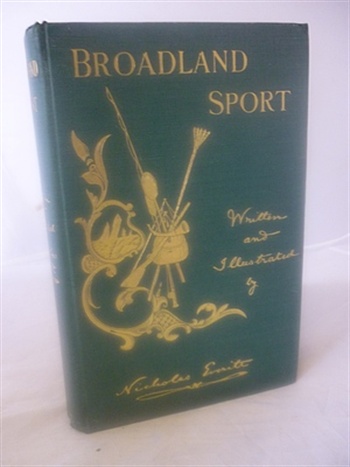 BROADLAND
SPORT
Written
and
Illustrated
by
Nicholas Everitt